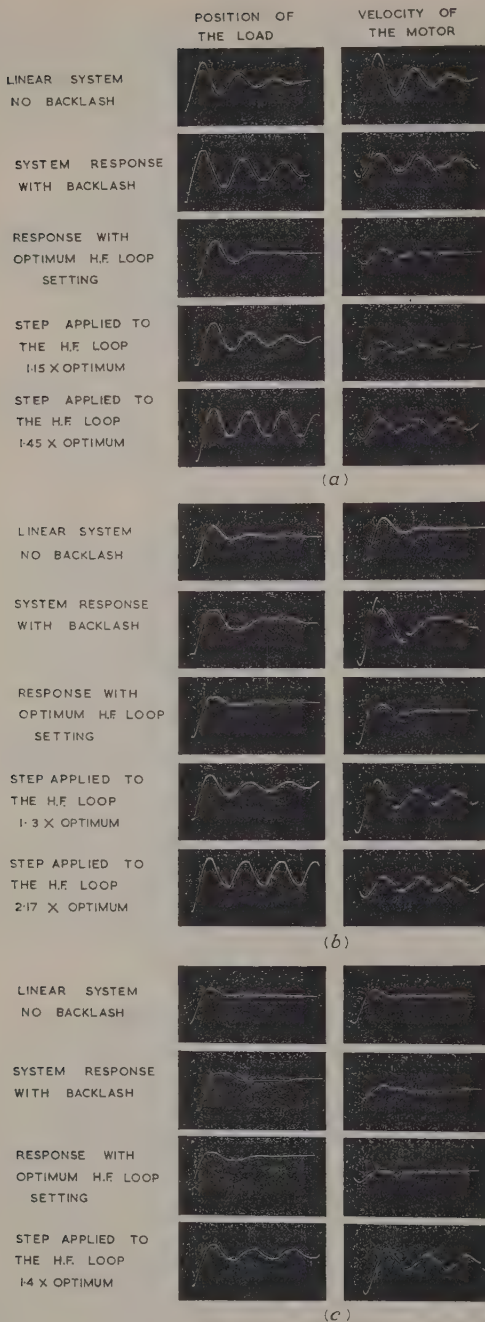 POSITION OF
THE LOAD
VELOCITY OF
THE MOTOR
LINEAR SYSTEM
NO BACKLASH
SYSTEM RESPONSE
WITH BACKLASH
RESPONSE WITH
OPTIMUM H.F. LOOP
SETTING
STEP APPLIED TO
THE H.F. LOOP
1·15 X OPTIMUM
STEP APPLIED TO
THE H.F. LOOP
1·45 X OPTIMUM
(a)
LINEAR SYSTEM
NO BACKLASH
SYSTEM RESPONSE
WITH BACKLASH
RESPONSE WITH
OPTIMUM H.F. LOOP
SETTING
STEP APPLIED TO
THE H.F. LOOP
1·3 X OPTIMUM
STEP APPLIED TO
THE H.F. LOOP
2·17 X OPTIMUM
(b)
LINEAR SYSTEM
NO BACKLASH
SYSTEM RESPONSE
WITH BACKLASH
RESPONSE WITH
OPTIMUM H.F. LOOP
SETTING
STEP APPLIED TO
THE H.F. LOOP
1·4 X OPTIMUM
(c)